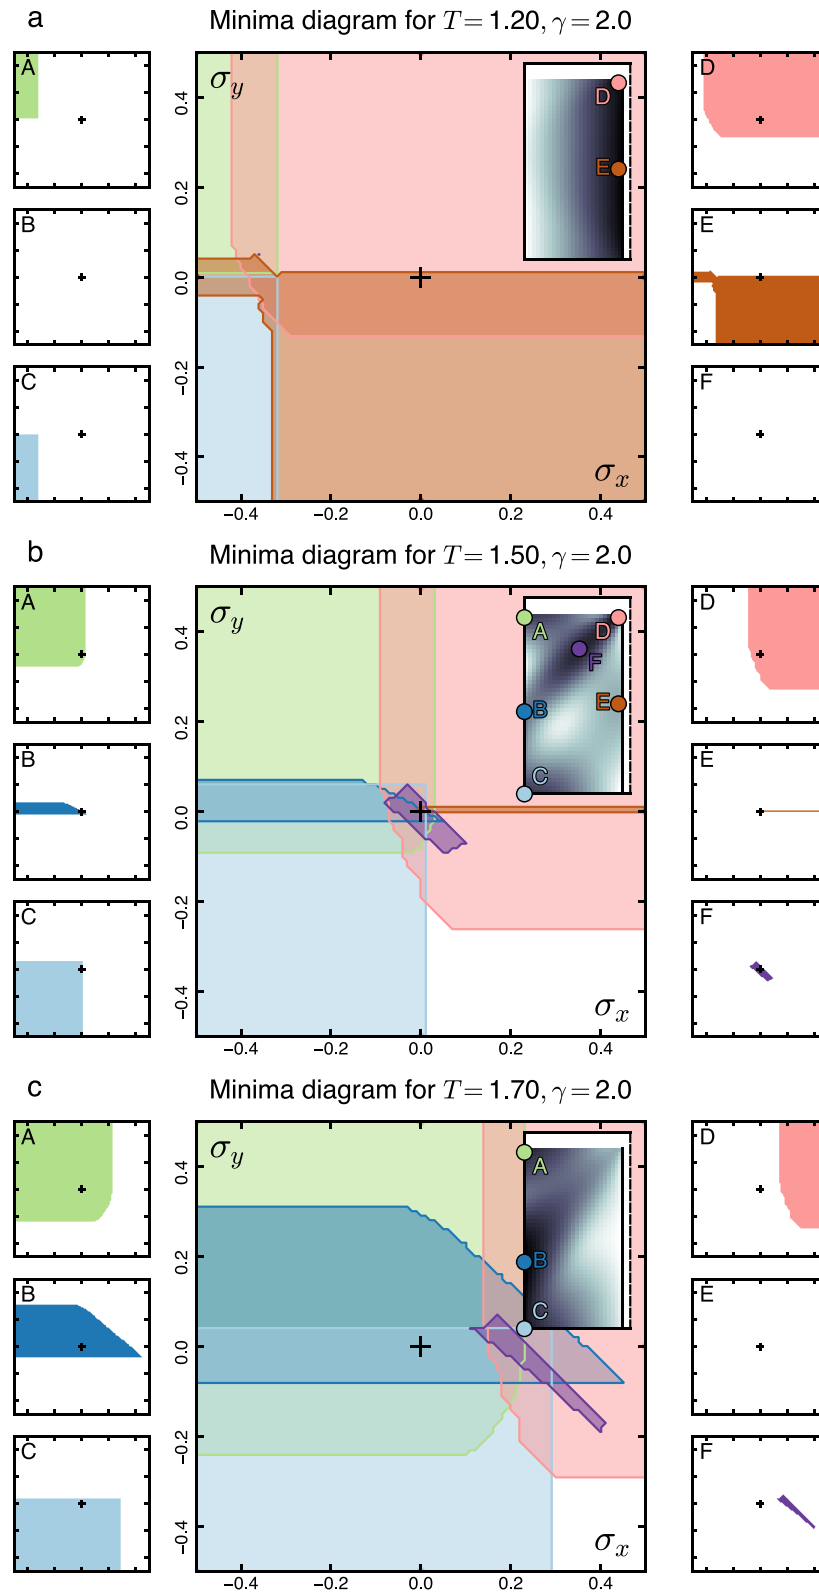 a
Minima diagram for T = 1.20, γ = 2.0
A
B
C
σy
0.4
0.2
0.0
−0.2
−0.4
D
E
σx
−0.4
−0.2
0.0
0.2
0.4
D
E
F
b
Minima diagram for T = 1.50, γ = 2.0
A
B
C
σy
0.4
0.2
0.0
−0.2
−0.4
A
D
F
B
E
C
σx
−0.4
−0.2
0.0
0.2
0.4
D
E
F
c
Minima diagram for T = 1.70, γ = 2.0
A
B
C
σy
0.4
0.2
0.0
−0.2
−0.4
A
B
C
σx
−0.4
−0.2
0.0
0.2
0.4
D
E
F